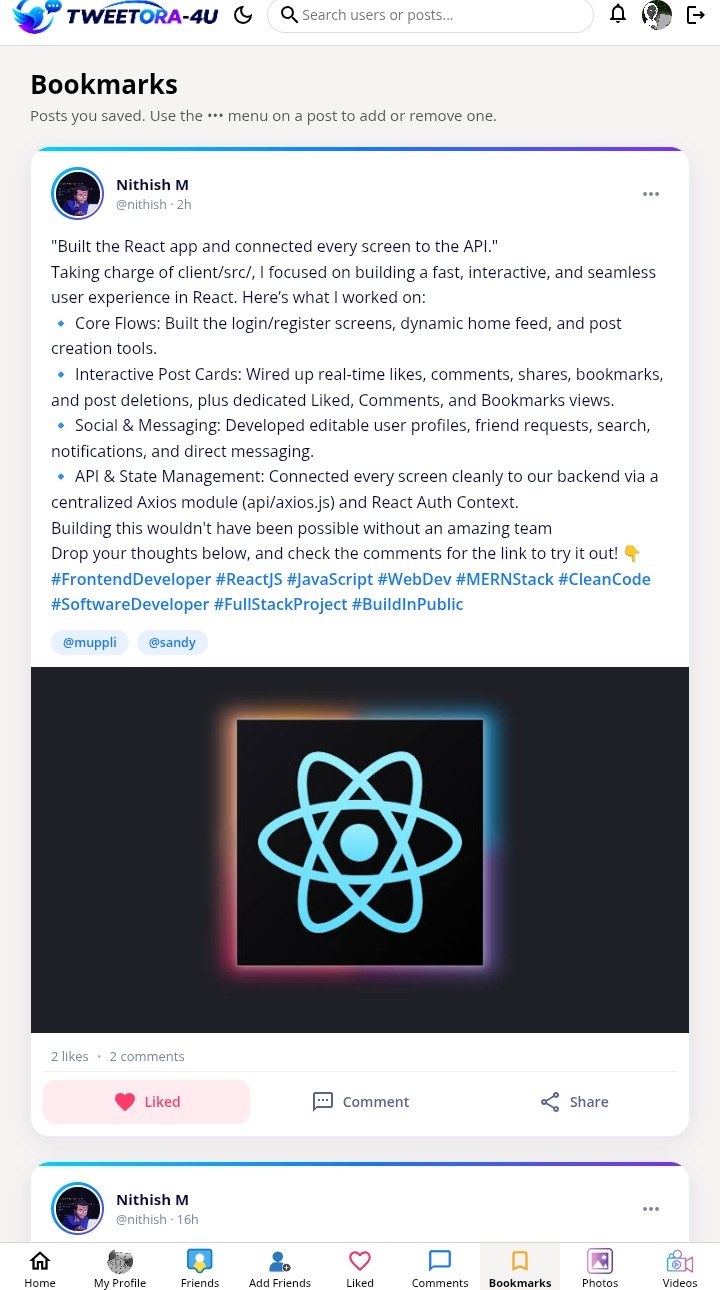 TWEETORA-4U
Search users or posts...
Bookmarks
Posts you saved. Use the ••• menu on a post to add or remove one.
Nithish M
@nithish · 2h
"Built the React app and connected every screen to the API."
Taking charge of client/src/, I focused on building a fast, interactive, and seamless
user experience in React. Here’s what I worked on:
🔹 Core Flows: Built the login/register screens, dynamic home feed, and post
creation tools.
🔹 Interactive Post Cards: Wired up real-time likes, comments, shares, bookmarks,
and post deletions, plus dedicated Liked, Comments, and Bookmarks views.
🔹 Social & Messaging: Developed editable user profiles, friend requests, search,
notifications, and direct messaging.
🔹 API & State Management: Connected every screen cleanly to our backend via a
centralized Axios module (api/axios.js) and React Auth Context.
Building this wouldn't have been possible without an amazing team
Drop your thoughts below, and check the comments for the link to try it out! 👇
#FrontendDeveloper #ReactJS #JavaScript #WebDev #MERNStack #CleanCode
#SoftwareDeveloper #FullStackProject #BuildInPublic
@muppli @sandy
2 likes • 2 comments
Liked Comment Share
Nithish M
@nithish · 16h
Home My Profile Friends Add Friends Liked Comments Bookmarks Photos Videos